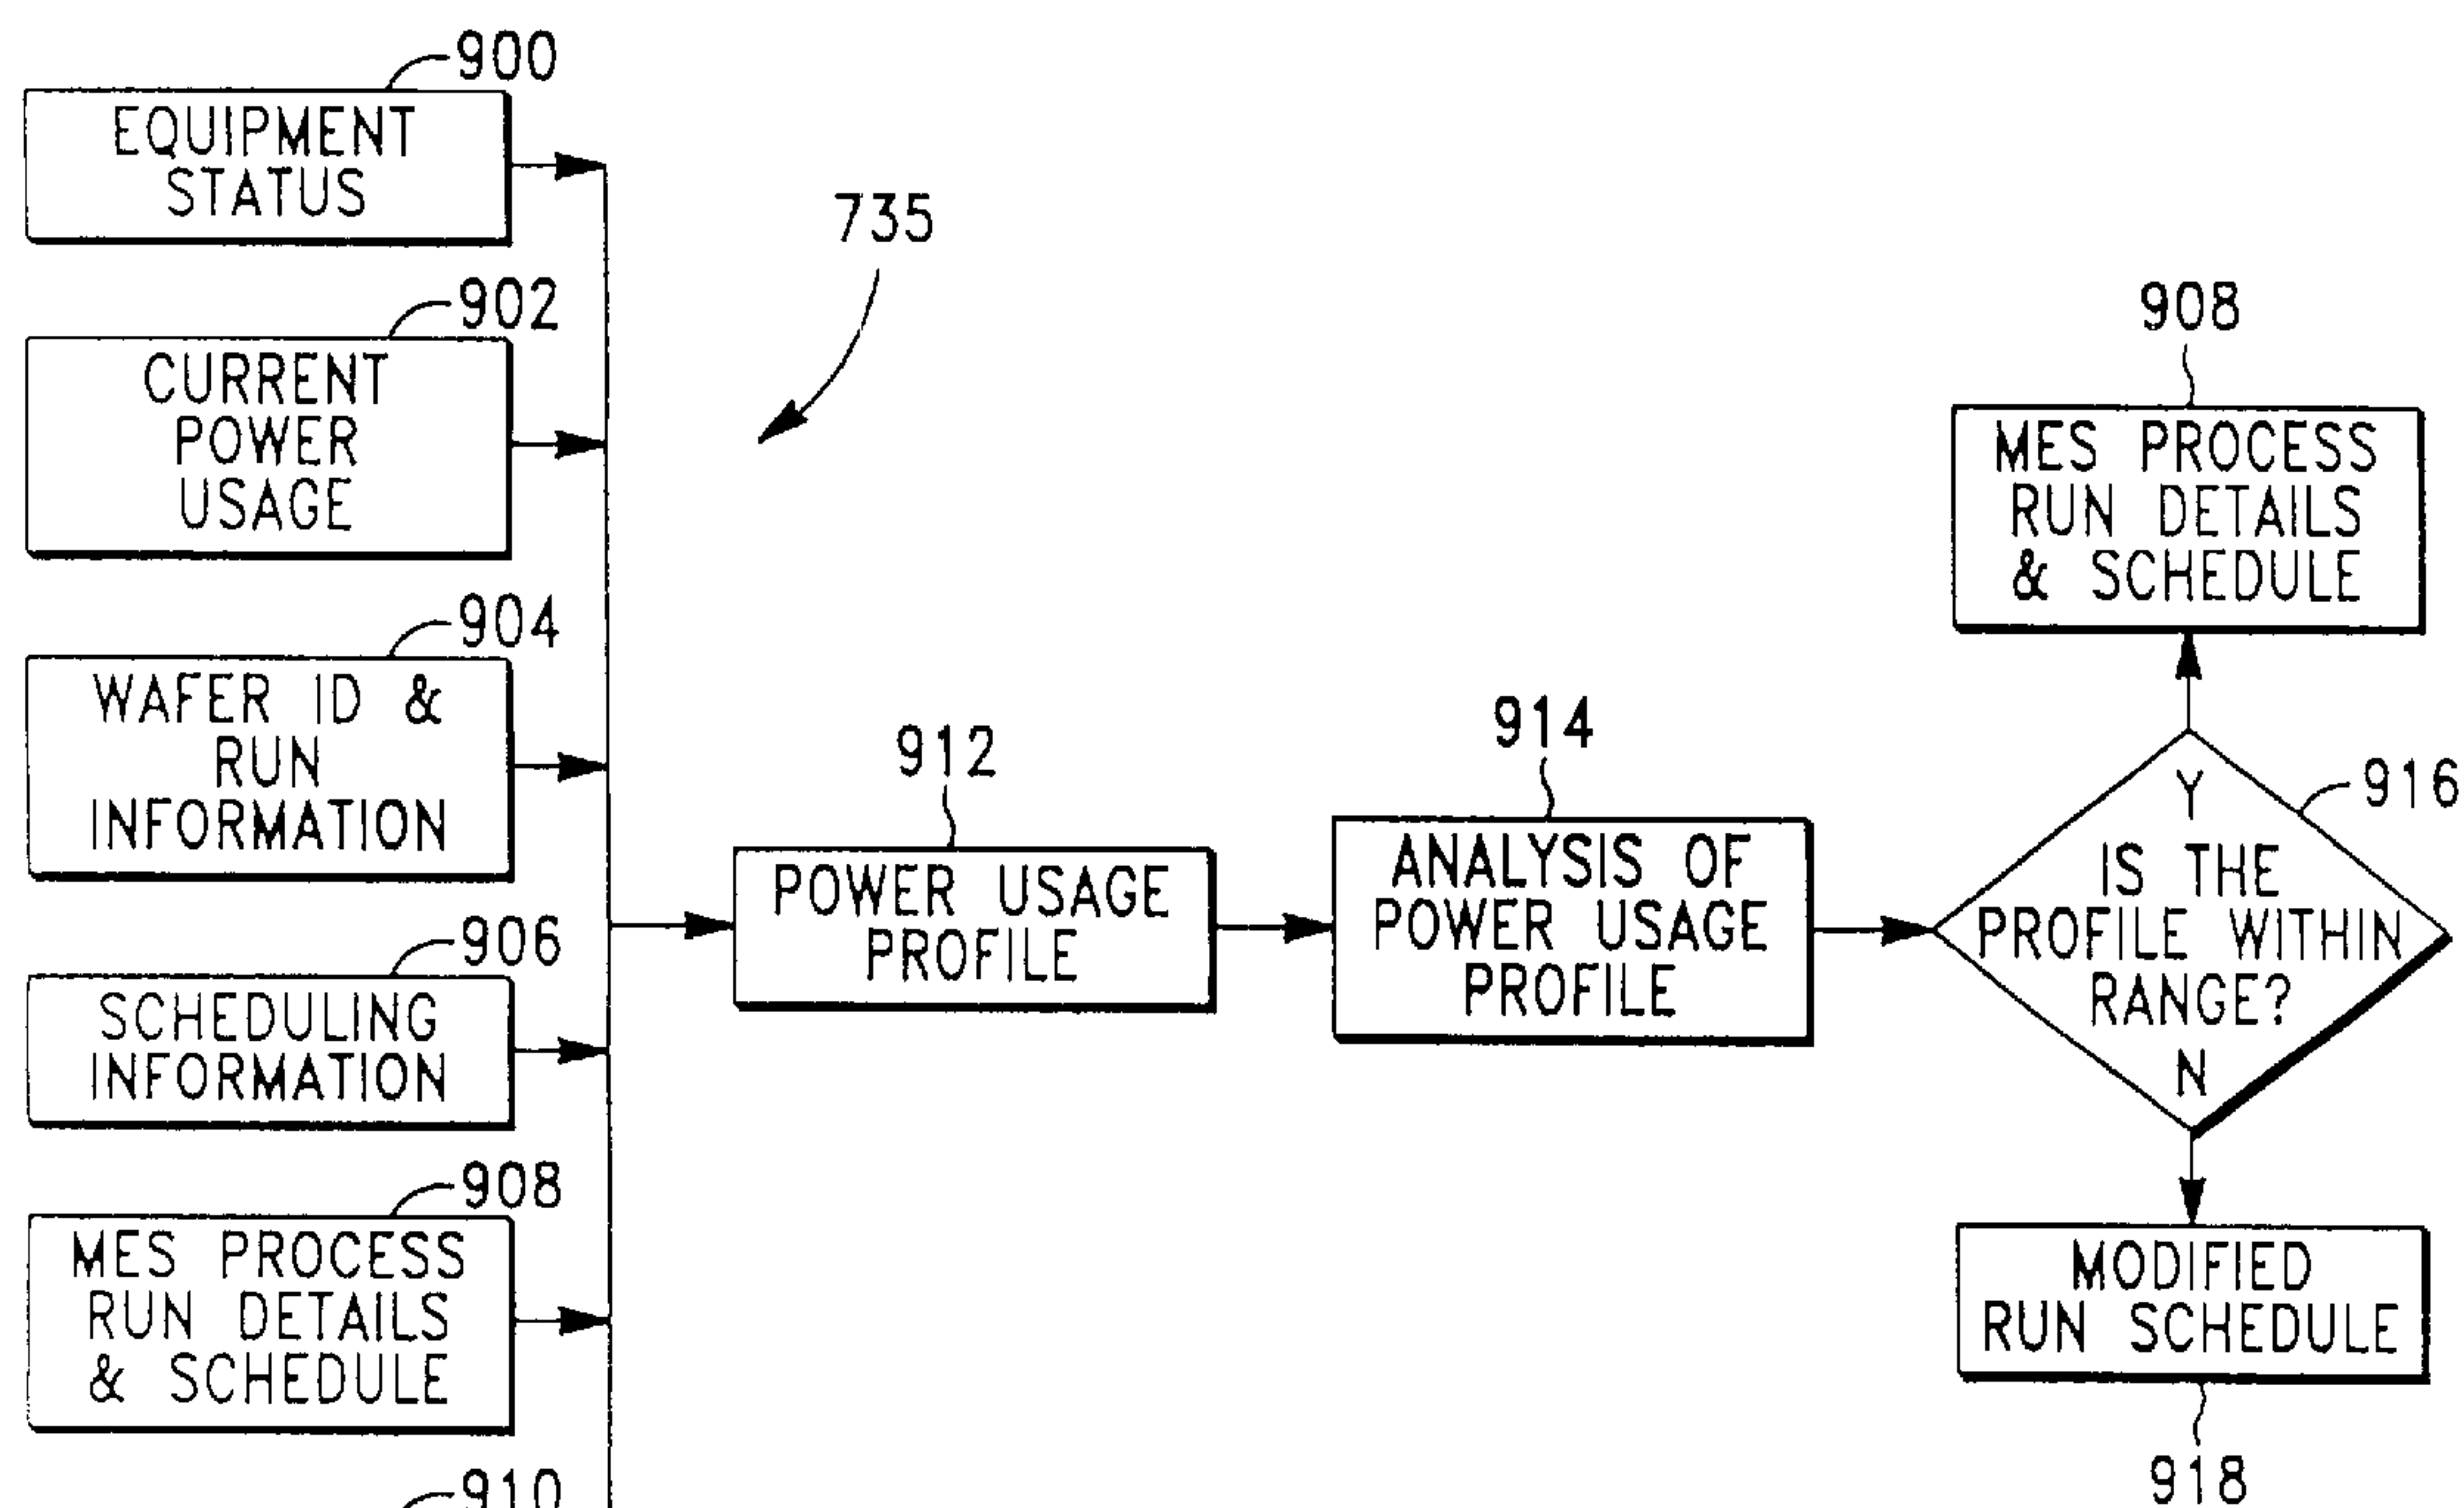 900
EQUIPMENT
STATUS
902
CURRENT
POWER
USAGE
904
WAFER ID &
RUN
INFORMATION
906
SCHEDULING
INFORMATION
908
MES PROCESS
RUN DETAILS
& SCHEDULE
910
735
912
POWER USAGE
PROFILE
914
ANALYSIS OF
POWER USAGE
PROFILE
908
MES PROCESS
RUN DETAILS
& SCHEDULE
916
Y
IS THE
PROFILE WITHIN
RANGE?
N
MODIFIED
RUN SCHEDULE
918